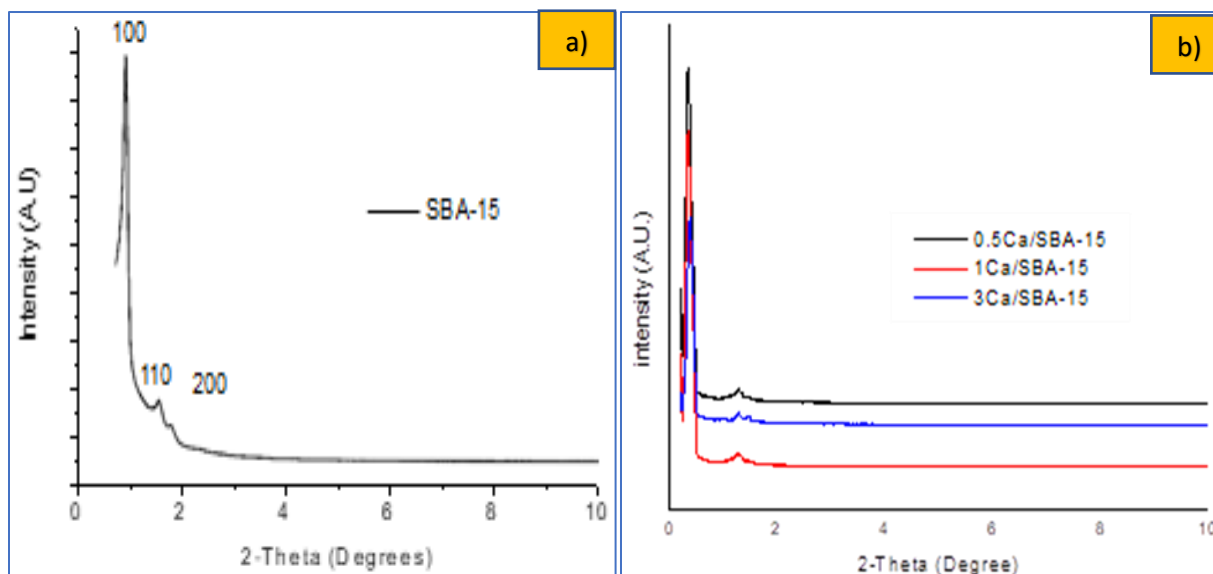 a)
100
Intensity (A.U)
SBA-15
110
200
0
2
4
6
8
10
2-Theta (Degrees)
b)
intensity (A.U.)
0.5Ca/SBA-15
1Ca/SBA-15
3Ca/SBA-15
0
2
4
6
8
10
2-Theta (Degree)